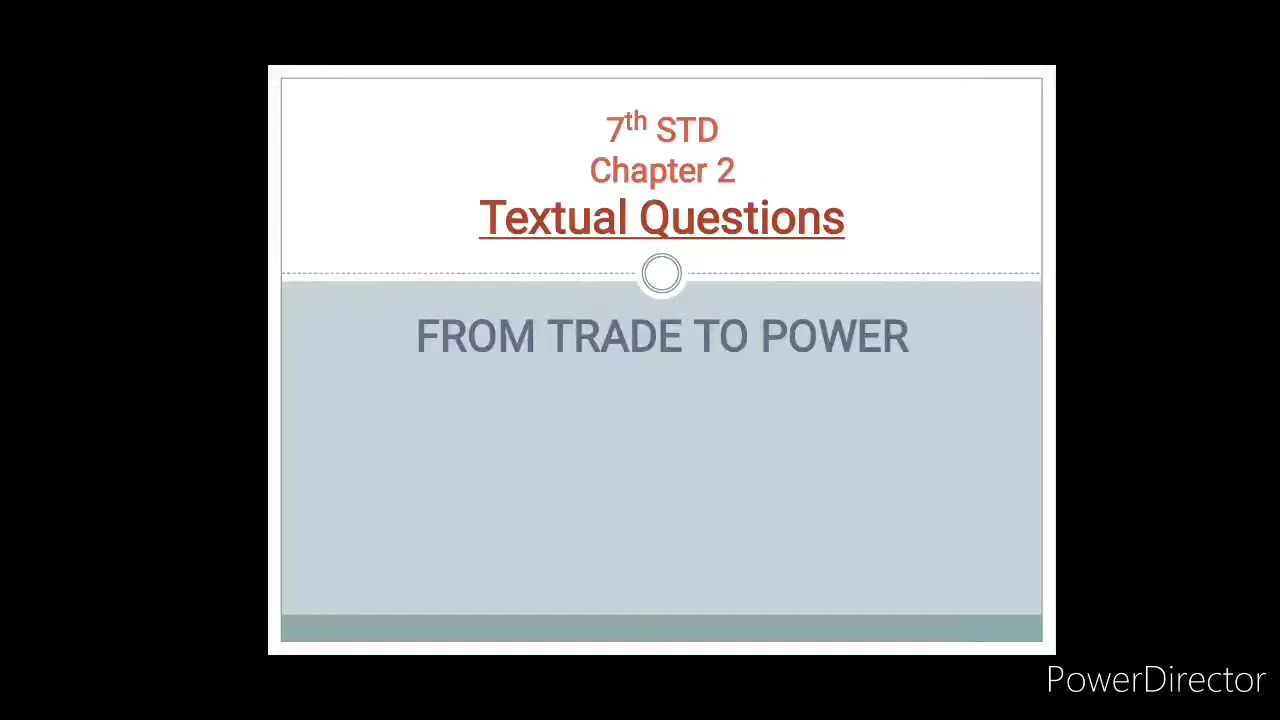 7th STD
Chapter 2
Textual Questions
FROM TRADE TO POWER
PowerDirector